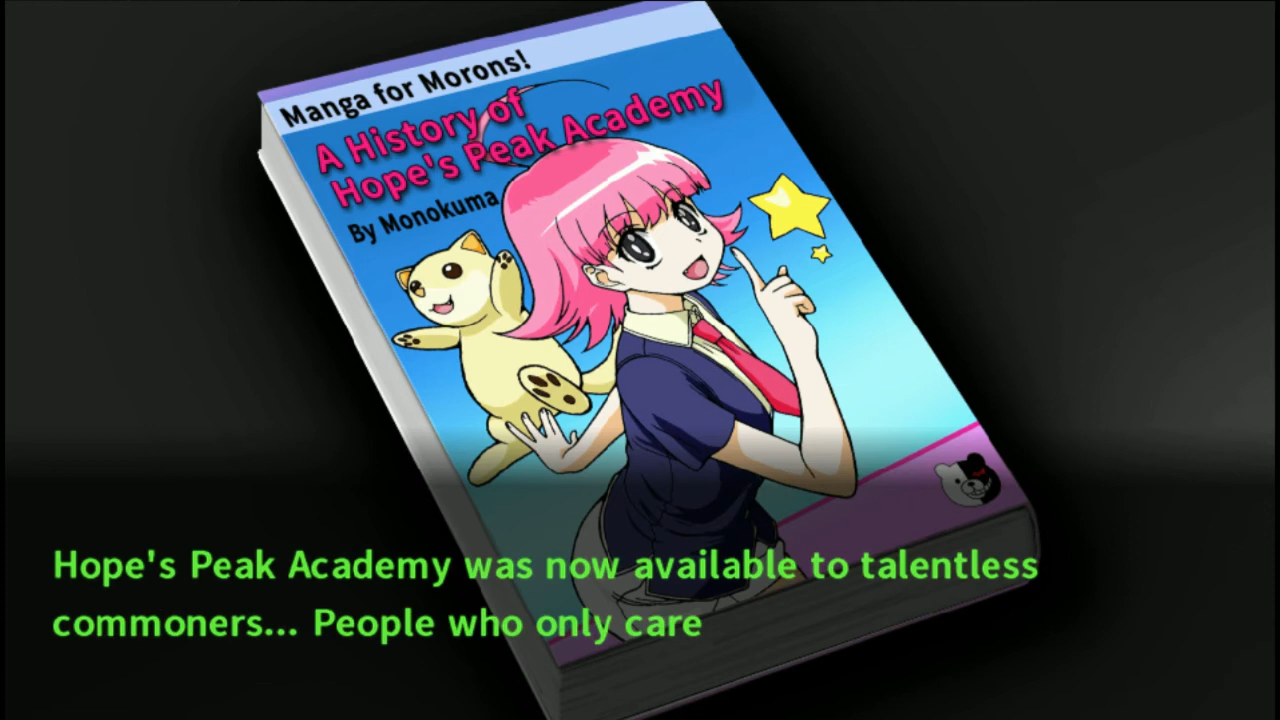 Manga for Morons!
A History of
Hope's Peak Academy
By Monokuma
Hope's Peak Academy was now available to talentless
commoners... People who only care